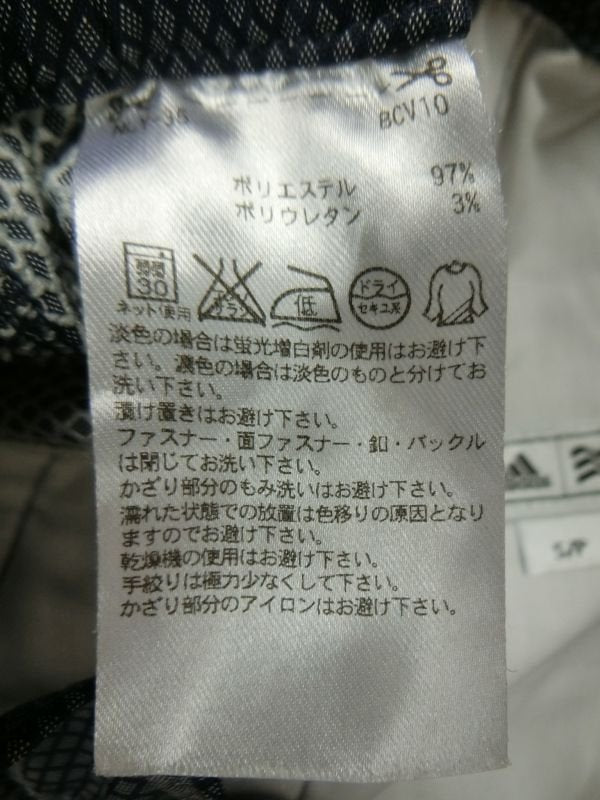 BCV10
ポリエステル 97%
ポリウレタン 3%
30
ネット使用
低
ドライ
セキユ系
淡色の場合は蛍光増白剤の使用はお避け下
さい。濃色の場合は淡色のものと分けてお
洗い下さい。
漬け置きはお避け下さい。
ファスナー・面ファスナー・釦・バックル
は閉じてお洗い下さい。
かざり部分のもみ洗いはお避け下さい。
濡れた状態での放置は色移りの原因となり
ますのでお避け下さい。
乾燥機の使用はお避け下さい。
手絞りは極力少なくして下さい。
かざり部分のアイロンはお避け下さい。
adidas